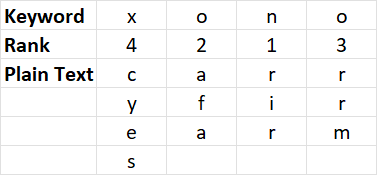 Keyword x o n o
Rank 4 2 1 3
Plain Text c a r r
y f i r
e a r m
s